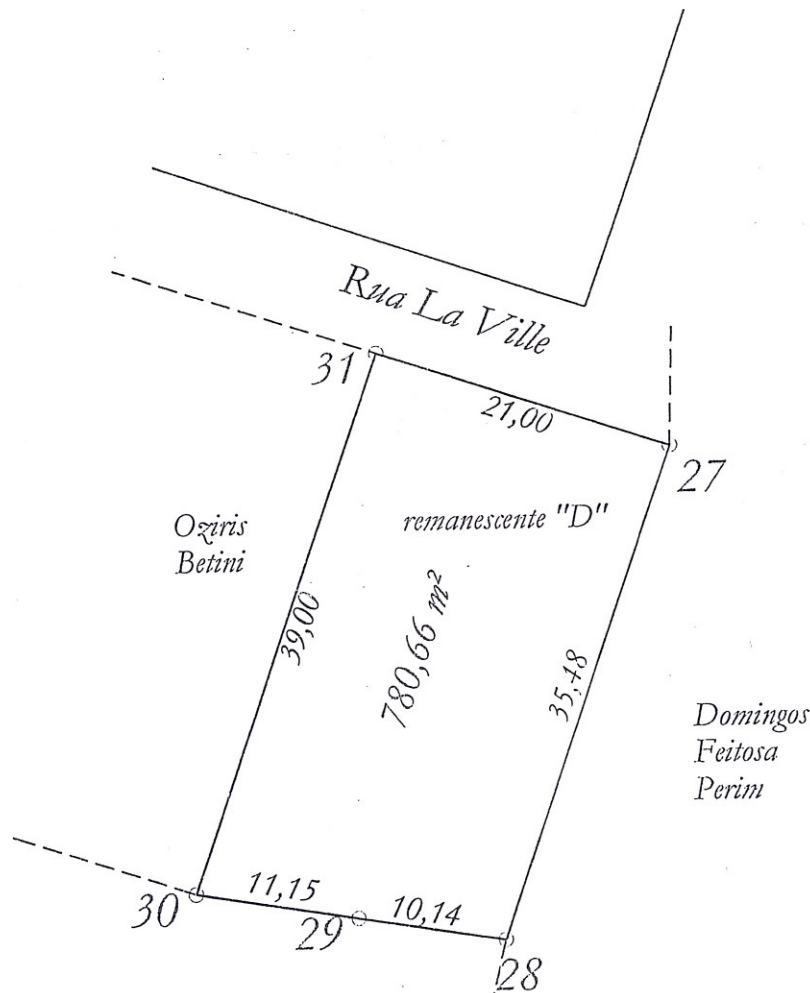 Rua La Ville
31
21,00
27
remanescente "D"
Oziris
Betini
39,00
780,66 m²
35,48
Domingos
Feitosa
Perim
30
11,15
29
10,14
28